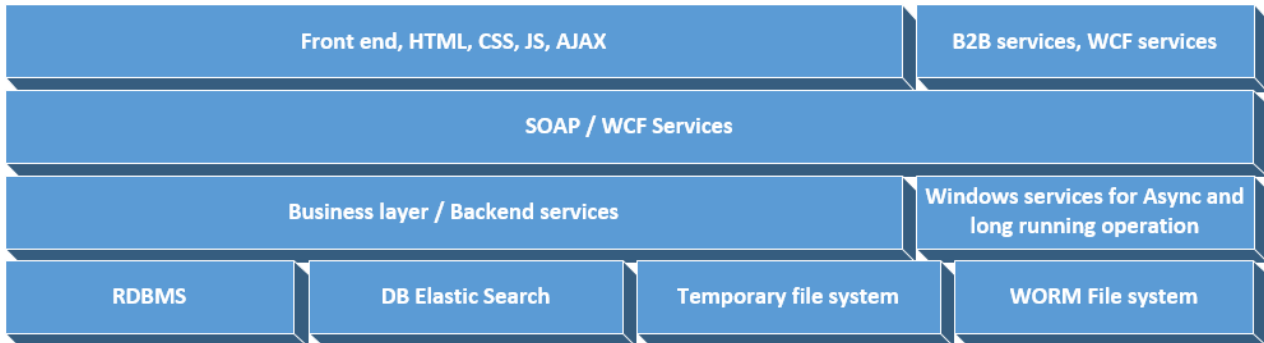 Front end, HTML, CSS, JS, AJAX
B2B services, WCF services
SOAP / WCF Services
Business layer / Backend services
Windows services for Async and
long running operation
RDBMS
DB Elastic Search
Temporary file system
WORM File system